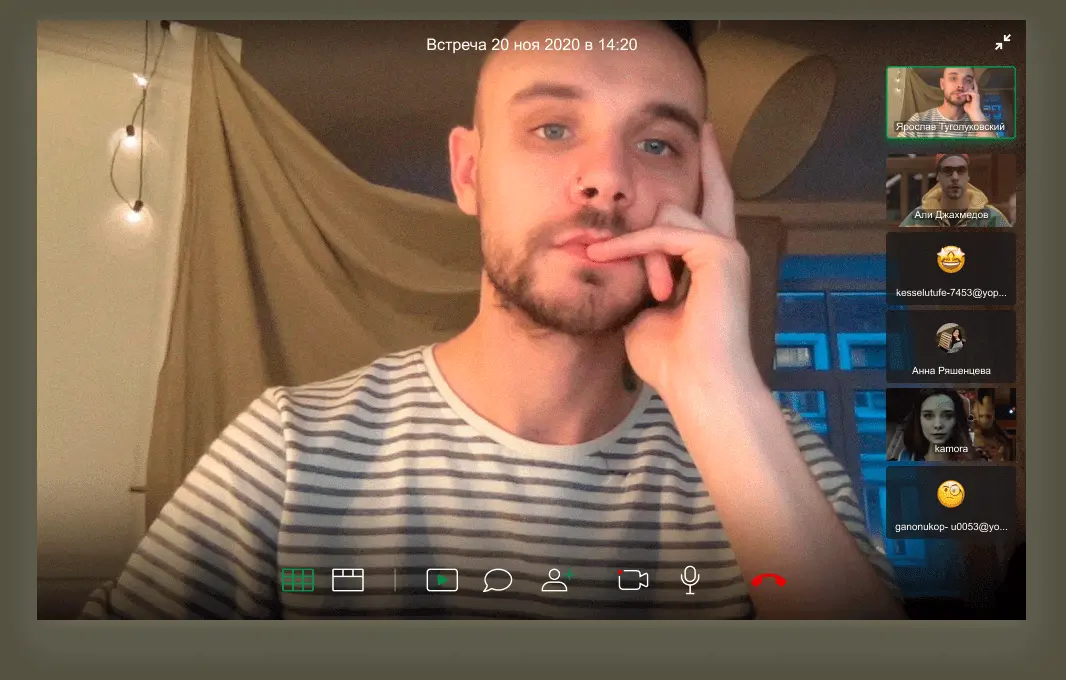 Встреча 20 ноя 2020 в 14:20
Ярослав Туголуковский
Али Джахмедов
kesselutufe-7453@yop...
Анна Ряшенцева
kamora
ganonukop- u0053@yo...